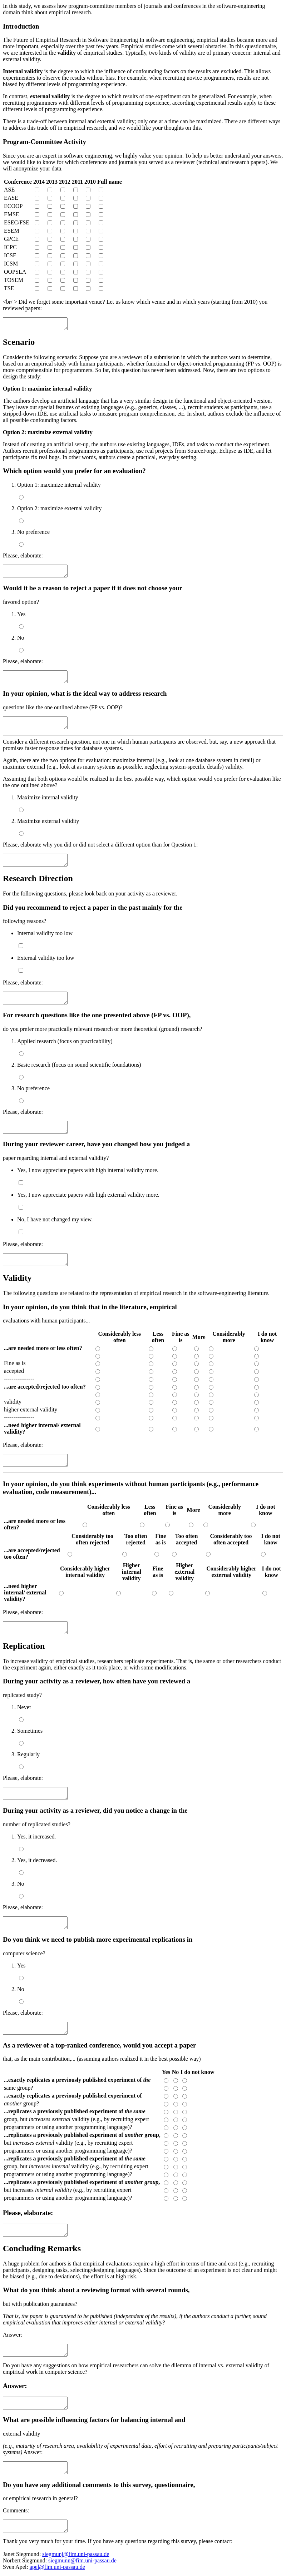 In this study, we assess how program-committee members of journals and conferences in the software-engineering
domain think about empirical research.
Introduction
The Future of Empirical Research in Software Engineering In software engineering, empirical studies became more and
more important, especially over the past few years. Empirical studies come with several obstacles. In this questionnaire,
we are interested in the validity of empirical studies. Typically, two kinds of validity are of primary concern: internal and
external validity.
Internal validity is the degree to which the influence of confounding factors on the results are excluded. This allows
experimenters to observe the results without bias. For example, when recruiting novice programmers, results are not
biased by different levels of programming experience.
In contrast, external validity is the degree to which results of one experiment can be generalized. For example, when
recruiting programmers with different levels of programming experience, according experimental results apply to these
different levels of programming experience.
There is a trade-off between internal and external validity; only one at a time can be maximized. There are different ways
to address this trade off in empirical research, and we would like your thoughts on this.
Program-Committee Activity
Since you are an expert in software engineering, we highly value your opinion. To help us better understand your answers,
we would like to know for which conferences and journals you served as a reviewer (technical/research papers). We
will anonymize your data.
Conference 2014 2013 2012 2011 2010 Full name
ASE
EASE
ECOOP
EMSE
ESEC/FSE
ESEM
GPCE
ICPC
ICSE
ICSM
OOPSLA
TOSEM
TSE
<br/ > Did we forget some important venue? Let us know which venue and in which years (starting from 2010) you
reviewed papers:
Scenario
Consider the following scenario: Suppose you are a reviewer of a submission in which the authors want to determine,
based on an empirical study with human participants, whether functional or object-oriented programming (FP vs. OOP) is
more comprehensible for programmers. So far, this question has never been addressed. Now, there are two options to
design the study:
Option 1: maximize internal validity
The authors develop an artificial language that has a very similar design in the functional and object-oriented version.
They leave out special features of existing languages (e.g., generics, classes, ...), recruit students as participants, use a
stripped-down IDE, use artificial tasks to measure program comprehension, etc. In short, authors exclude the influence of
all possible confounding factors.
Option 2: maximize external validity
Instead of creating an artificial set-up, the authors use existing languages, IDEs, and tasks to conduct the experiment.
Authors recruit professional programmers as participants, use real projects from SourceForge, Eclipse as IDE, and let
participants fix real bugs. In other words, authors create a practical, everyday setting.
Which option would you prefer for an evaluation?
1. Option 1: maximize internal validity
2. Option 2: maximize external validity
3. No preference
Please, elaborate:
Would it be a reason to reject a paper if it does not choose your
favored option?
1. Yes
2. No
Please, elaborate:
In your opinion, what is the ideal way to address research
questions like the one outlined above (FP vs. OOP)?
Consider a different research question, not one in which human participants are observed, but, say, a new approach that
promises faster response times for database systems.
Again, there are the two options for evaluation: maximize internal (e.g., look at one database system in detail) or
maximize external (e.g., look at as many systems as possible, neglecting system-specific details) validity.
Assuming that both options would be realized in the best possible way, which option would you prefer for evaluation like
the one outlined above?
1. Maximize internal validity
2. Maximize external validity
Please, elaborate why you did or did not select a different option than for Question 1:
Research Direction
For the following questions, please look back on your activity as a reviewer.
Did you recommend to reject a paper in the past mainly for the
following reasons?
• Internal validity too low
• External validity too low
Please, elaborate:
For research questions like the one presented above (FP vs. OOP),
do you prefer more practically relevant research or more theoretical (ground) research?
1. Applied research (focus on practicability)
2. Basic research (focus on sound scientific foundations)
3. No preference
Please, elaborate:
During your reviewer career, have you changed how you judged a
paper regarding internal and external validity?
• Yes, I now appreciate papers with high internal validity more.
• Yes, I now appreciate papers with high external validity more.
• No, I have not changed my view.
Please, elaborate:
Validity
The following questions are related to the representation of empirical research in the software-engineering literature.
In your opinion, do you think that in the literature, empirical
evaluations with human participants...
Considerably less often Less often Fine as is More Considerably more I do not know
...are needed more or less often?
Fine as is
accepted
-----------------
...are accepted/rejected too often?
validity
higher external validity
-----------------
...need higher internal/ external validity?
Please, elaborate:
In your opinion, do you think experiments without human participants (e.g., performance
evaluation, code measurement)...
Considerably less often Less often Fine as is More Considerably more I do not know
...are needed more or less often?
Considerably too often rejected Too often rejected Fine as is Too often accepted Considerably too often accepted I do not know
...are accepted/rejected too often?
Considerably higher internal validity Higher internal validity Fine as is Higher external validity Considerably higher external validity I do not know
...need higher internal/ external validity?
Please, elaborate:
Replication
To increase validity of empirical studies, researchers replicate experiments. That is, the same or other researchers conduct
the experiment again, either exactly as it took place, or with some modifications.
During your activity as a reviewer, how often have you reviewed a
replicated study?
1. Never
2. Sometimes
3. Regularly
Please, elaborate:
During your activity as a reviewer, did you notice a change in the
number of replicated studies?
1. Yes, it increased.
2. Yes, it decreased.
3. No
Please, elaborate:
Do you think we need to publish more experimental replications in
computer science?
1. Yes
2. No
Please, elaborate:
As a reviewer of a top-ranked conference, would you accept a paper
that, as the main contribution,... (assuming authors realized it in the best possible way)
Yes No I do not know
...exactly replicates a previously published experiment of the
same group?
...exactly replicates a previously published experiment of
another group?
...replicates a previously published experiment of the same
group, but increases external validity (e.g., by recruiting expert
programmers or using another programming language)?
...replicates a previously published experiment of another group,
but increases external validity (e.g., by recruiting expert
programmers or using another programming language)?
...replicates a previously published experiment of the same
group, but increases internal validity (e.g., by recruiting expert
programmers or using another programming language)?
...replicates a previously published experiment of another group,
but increases internal validity (e.g., by recruiting expert
programmers or using another programming language)?
Please, elaborate:
Concluding Remarks
A huge problem for authors is that empirical evaluations require a high effort in terms of time and cost (e.g., recruiting
participants, designing tasks, selecting/designing languages). Since the outcome of an experiment is not clear and might
be biased (e.g., due to deviations), the effort is at high risk.
What do you think about a reviewing format with several rounds,
but with publication guarantees?
That is, the paper is guaranteed to be published (independent of the results), if the authors conduct a further, sound
empirical evaluation that improves either internal or external validity?
Answer:
Do you have any suggestions on how empirical researchers can solve the dilemma of internal vs. external validity of
empirical work in computer science?
Answer:
What are possible influencing factors for balancing internal and
external validity
(e.g., maturity of research area, availability of experimental data, effort of recruiting and preparing participants/subject
systems) Answer:
Do you have any additional comments to this survey, questionnaire,
or empirical research in general?
Comments:
Thank you very much for your time. If you have any questions regarding this survey, please contact:
Janet Siegmund: siegmunj@fim.uni-passau.de
Norbert Siegmund: siegmunn@fim.uni-passau.de
Sven Apel: apel@fim.uni-passau.de